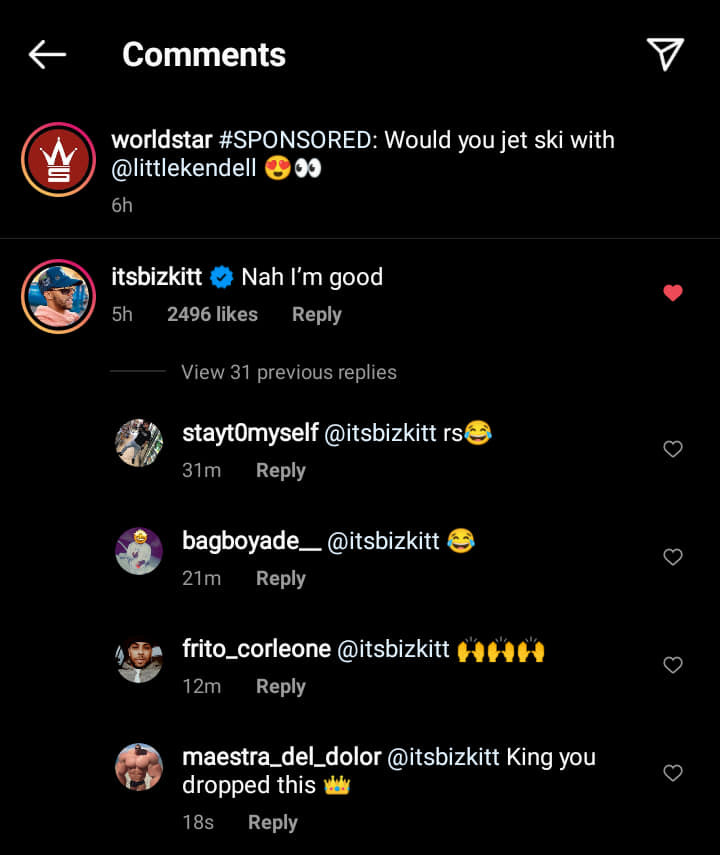 Comments
worldstar #SPONSORED: Would you jet ski with
@littlekendell 😍👀
6h
itsbizkitt Nah I’m good
5h 2496 likes Reply
View 31 previous replies
stayt0myself @itsbizkitt rs😂
31m Reply
bagboyade__ @itsbizkitt 😂
21m Reply
frito_corleone @itsbizkitt 🙌🙌🙌
12m Reply
maestra_del_dolor @itsbizkitt King you
dropped this 👑
18s Reply